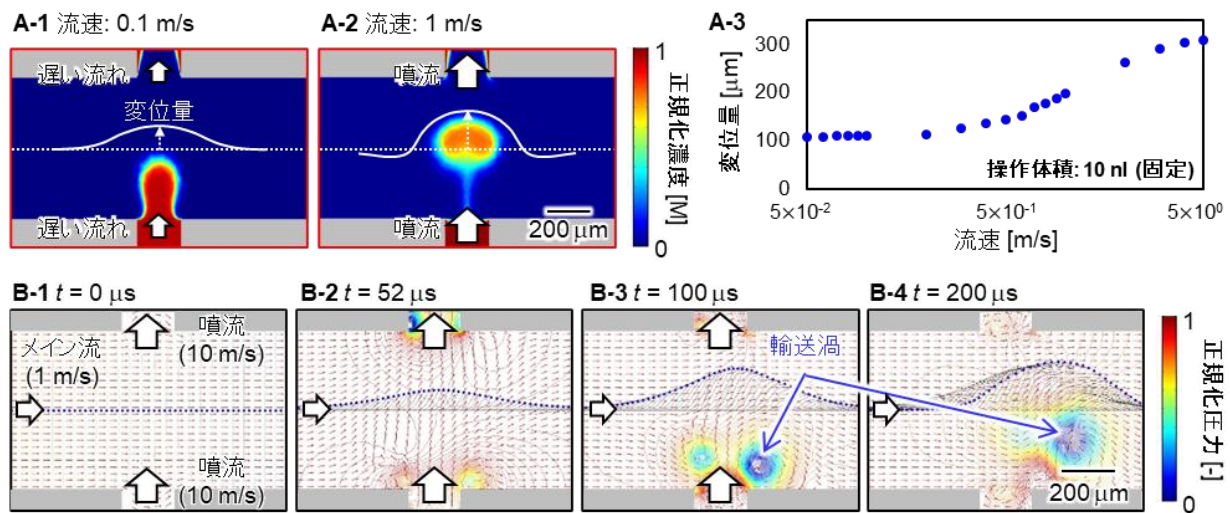 A-1 流速: 0.1 m/s
遅い流れ
変位量
遅い流れ
A-2 流速: 1 m/s
噴流
噴流
200 μm
1
0
正規化濃度 [M]
A-3
変位量 [μm]
300
200
100
0
操作体積: 10 nl (固定)
5×10⁻²
5×10⁻¹
5×10⁰
流速 [m/s]
B-1 t = 0 μs
噴流
(10 m/s)
メイン流
(1 m/s)
噴流
(10 m/s)
B-2 t = 52 μs
B-3 t = 100 μs
輸送渦
B-4 t = 200 μs
200 μm
1
0
正規化圧力 [-]